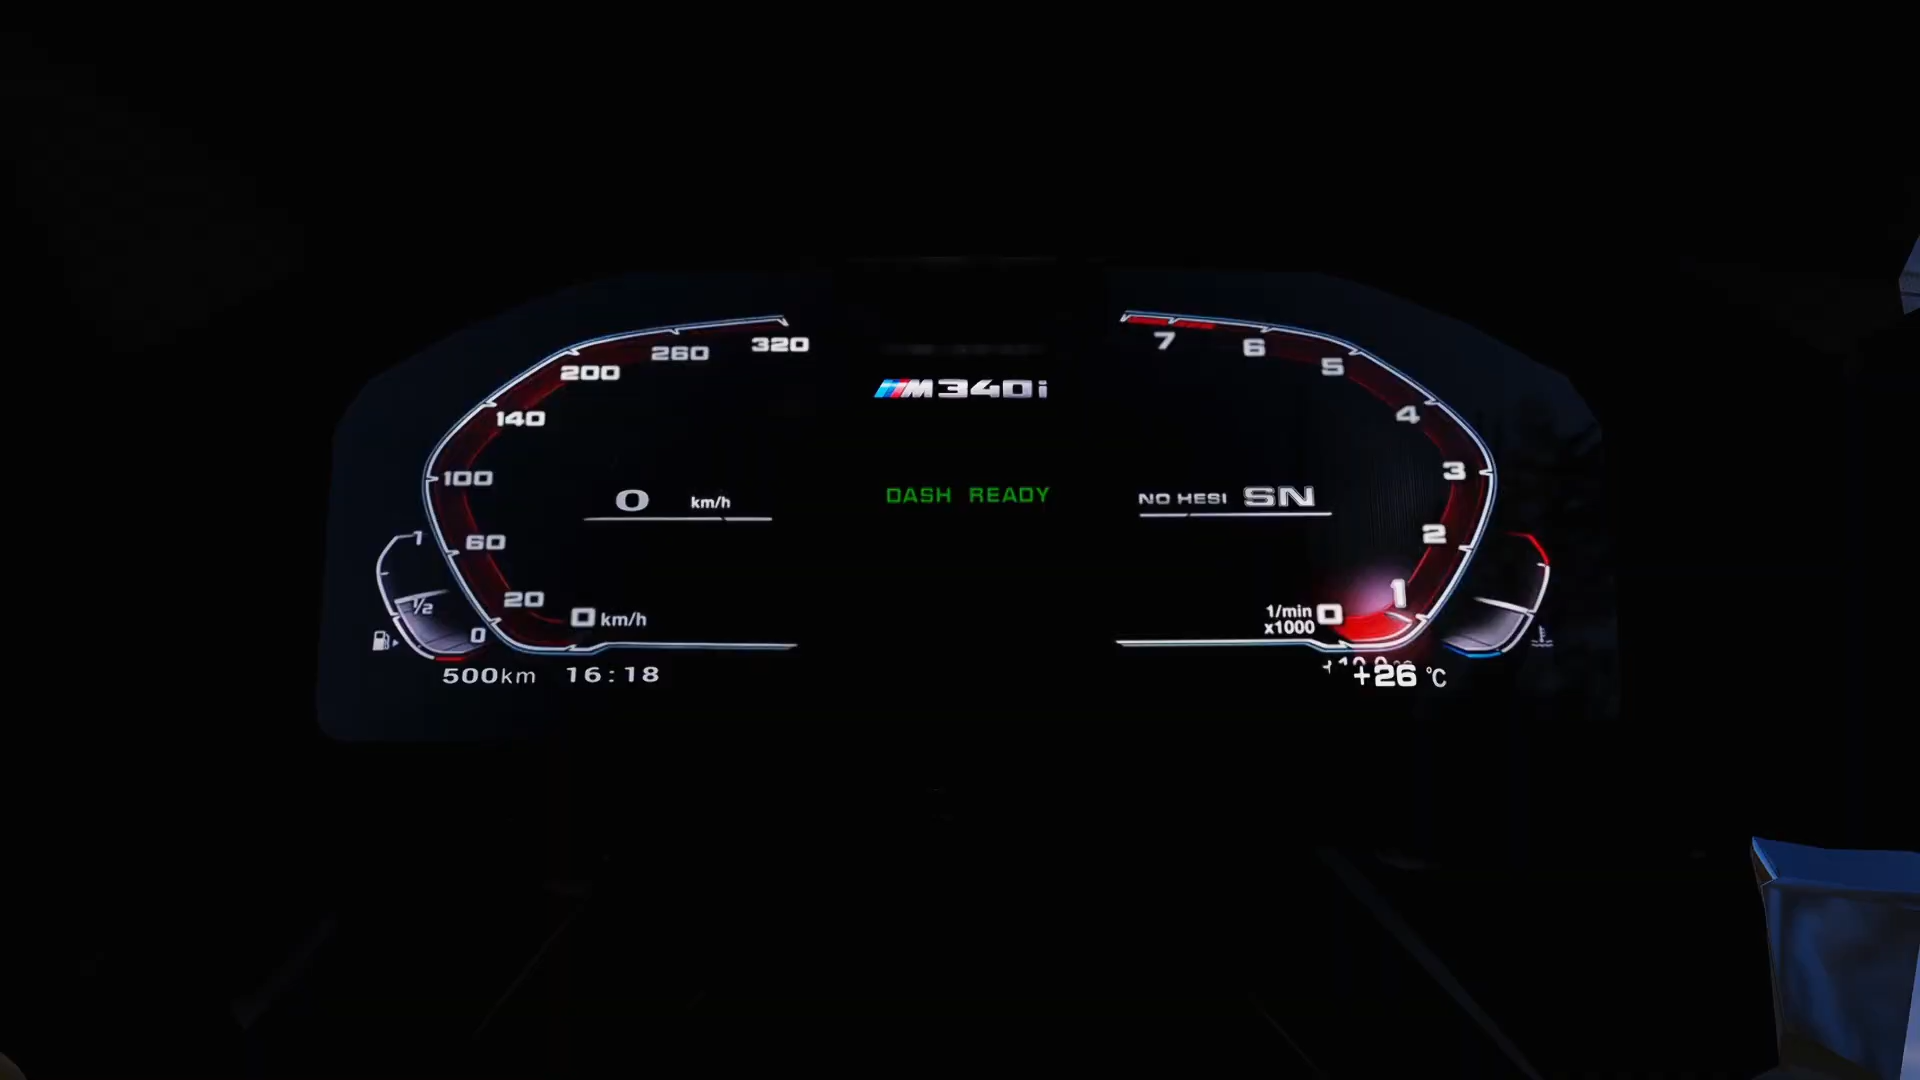 320
260
200
140
100
60
20
0 km/h
M340i
7
6
5
4
3
2
1
0
1/min
x1000
0 km/h
DASH READY
NO HESI SN
1
1/2
0
500km 16:18
+26 °C